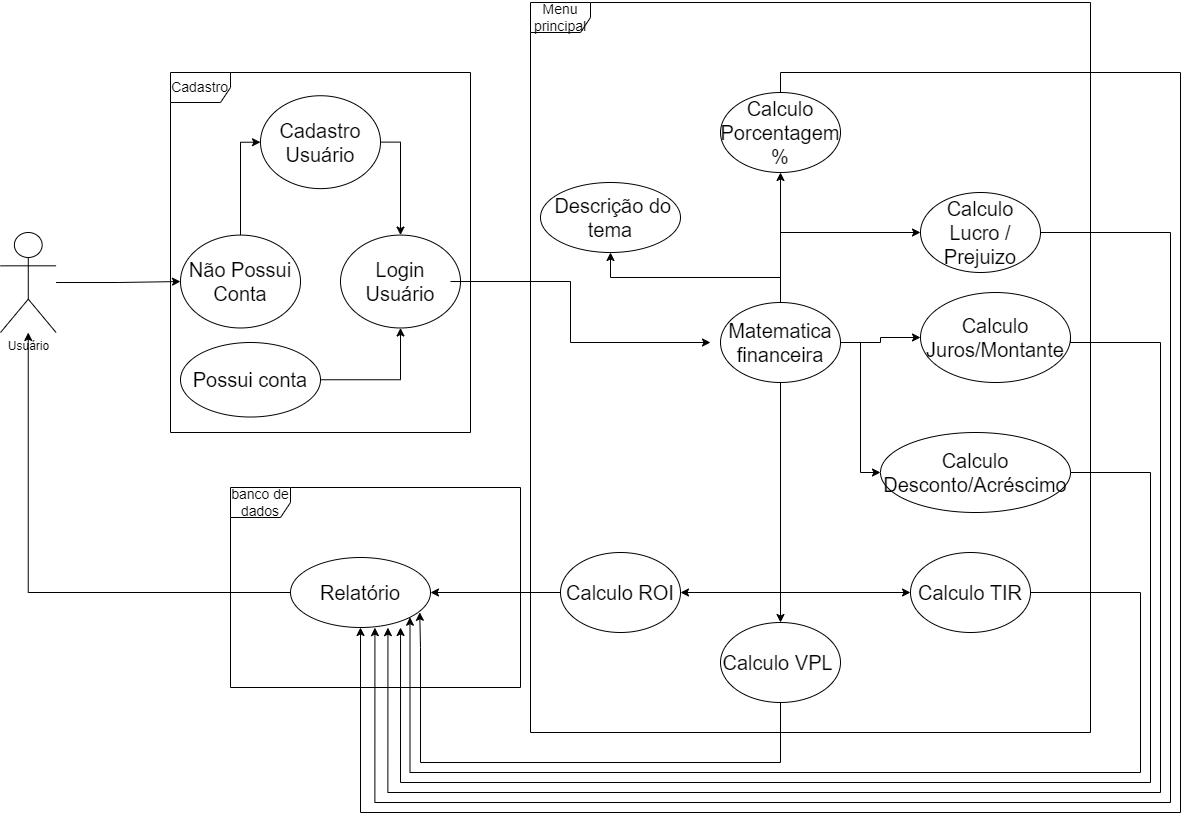 Menu
principal
Cadastro
Cadastro
Usuário
Não Possui
Conta
Login
Usuário
Possui conta
Usuário
Calculo
Porcentagem
%
Descrição do
tema
Calculo
Lucro /
Prejuizo
Matematica
financeira
Calculo
Juros/Montante
Calculo
Desconto/Acréscimo
banco de
dados
Relatório
Calculo ROI
Calculo TIR
Calculo VPL